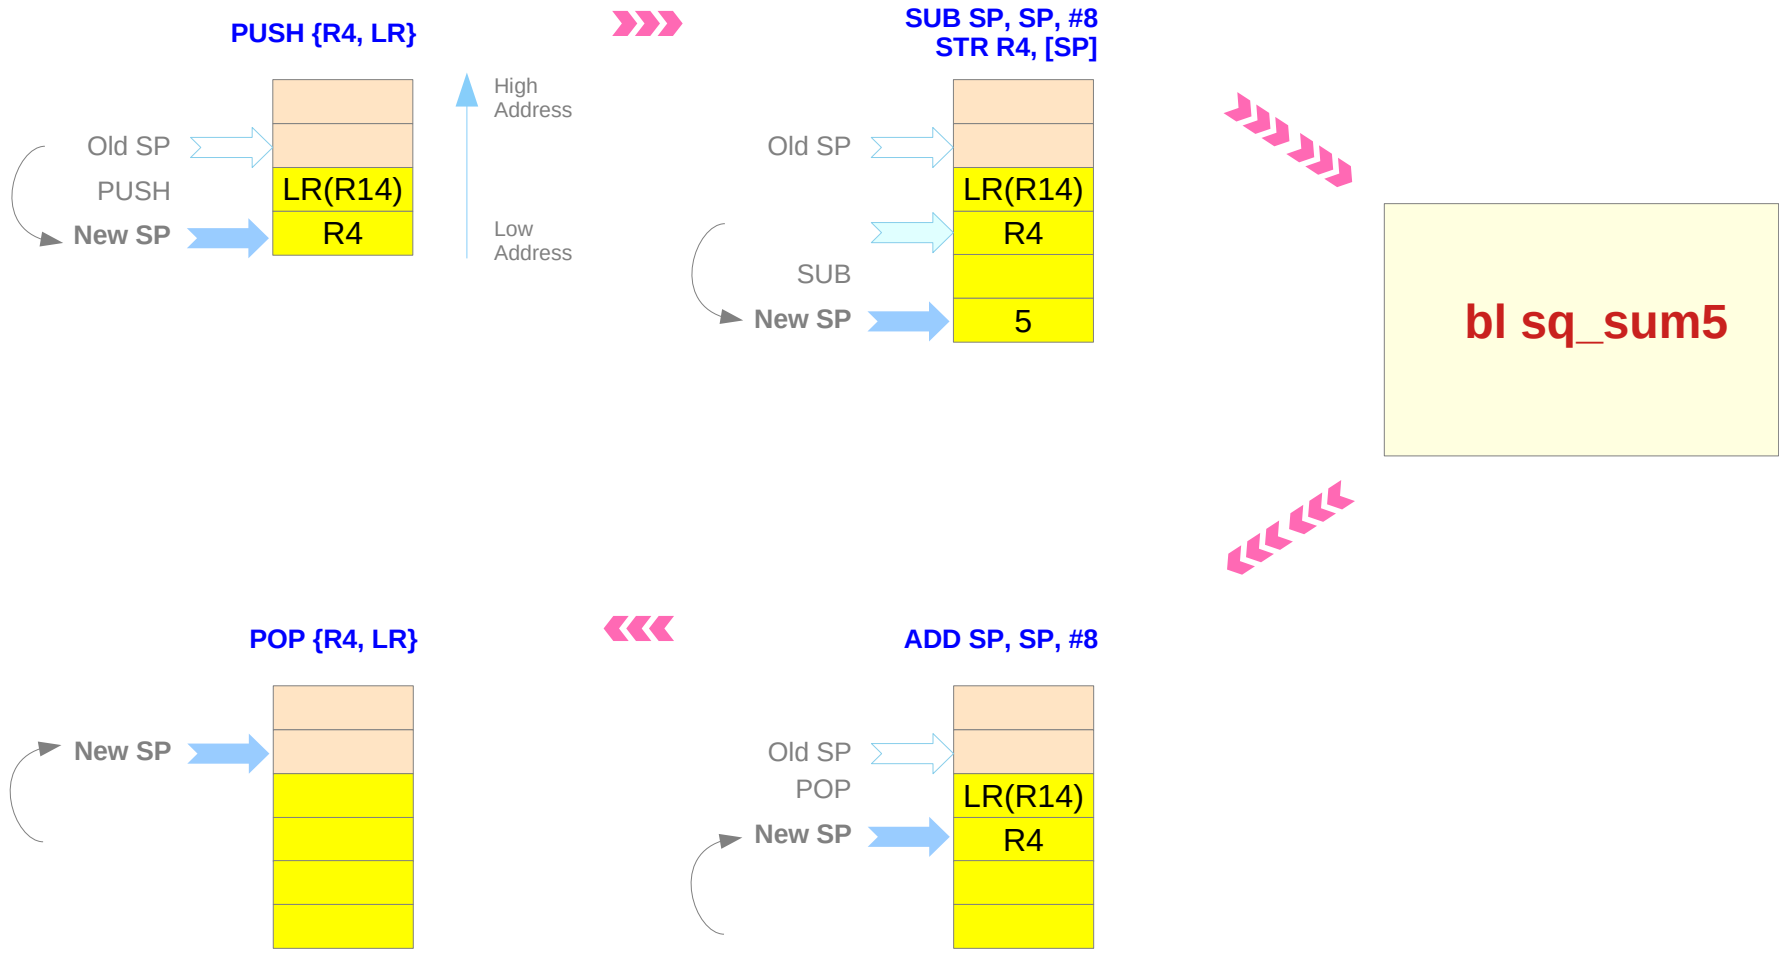 PUSH {R4, LR}
High
Address
Old SP
PUSH
LR(R14)
New SP
R4
Low
Address
SUB SP, SP, #8
STR R4, [SP]
Old SP
LR(R14)
R4
SUB
New SP
5
bl sq_sum5
POP {R4, LR}
New SP
ADD SP, SP, #8
Old SP
POP
LR(R14)
New SP
R4